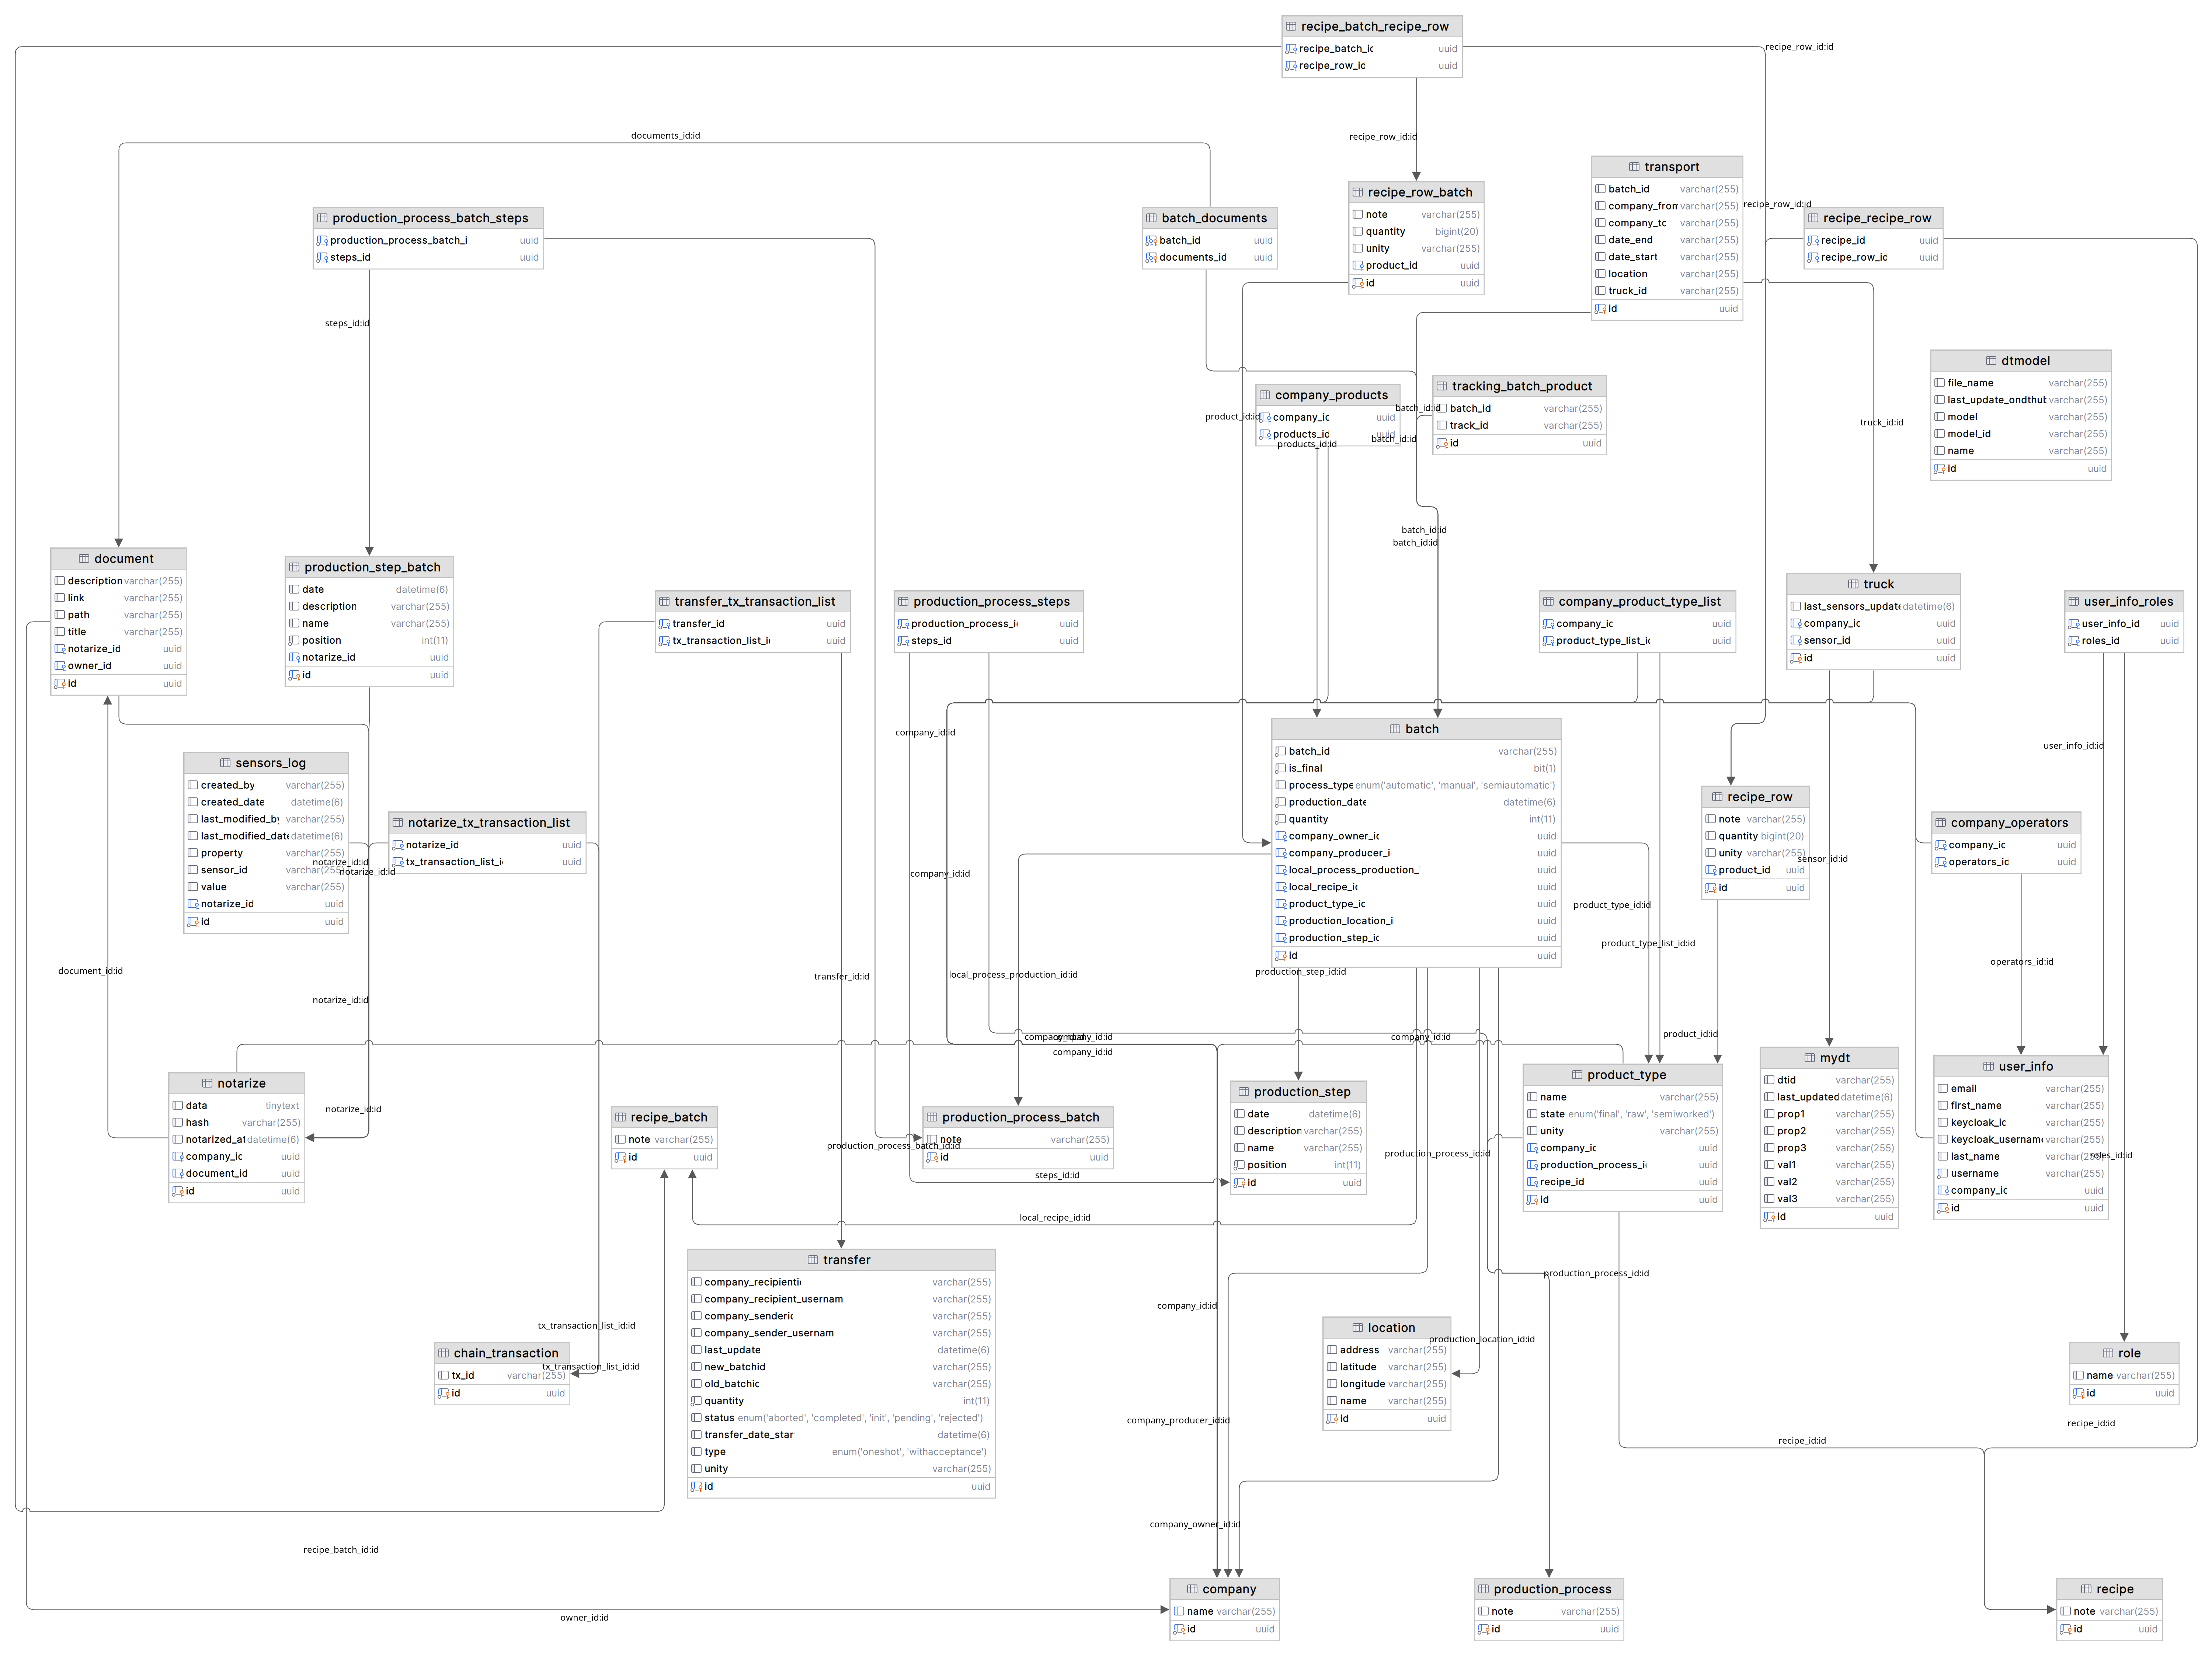 recipe_batch_recipe_row
recipe_batch_ic uuid
recipe_row_ic uuid
recipe_row_id:id
documents_id:id
recipe_row_id:id
transport
batch_id varchar(255)
company_from varchar(255)
company_tc varchar(255)
date_end varchar(255)
date_start varchar(255)
location varchar(255)
truck_id varchar(255)
id uuid
recipe_row_id:id
recipe_row_batch
note varchar(255)
quantity bigint(20)
unity varchar(255)
product_id uuid
id uuid
production_process_batch_steps
production_process_batch_i uuid
steps_id uuid
batch_documents
batch_id uuid
documents_id uuid
recipe_recipe_row
recipe_id uuid
recipe_row_ic uuid
steps_id:id
dtmodel
file_name varchar(255)
last_update_ondthub varchar(255)
model varchar(255)
model_id varchar(255)
name varchar(255)
id uuid
company_products
company_ic uuid
products_id uuid
product_id:id
products_id:id
batch_id:id
batch_id:id
tracking_batch_product
batch_id varchar(255)
track_id varchar(255)
id uuid
truck_id:id
batch_id:id
batch_id:id
document
description varchar(255)
link varchar(255)
path varchar(255)
title varchar(255)
notarize_id uuid
owner_id uuid
id uuid
production_step_batch
date datetime(6)
description varchar(255)
name varchar(255)
position int(11)
notarize_id uuid
id uuid
transfer_tx_transaction_list
transfer_id uuid
tx_transaction_list_i uuid
production_process_steps
production_process_i uuid
steps_id uuid
company_product_type_list
company_ic uuid
product_type_list_ic uuid
truck
last_sensors_update datetime(6)
company_ic uuid
sensor_id uuid
id uuid
user_info_roles
user_info_id uuid
roles_id uuid
company_id:id
user_info_id:id
batch
batch_id varchar(255)
is_final bit(1)
process_type enum('automatic', 'manual', 'semiautomatic')
production_date datetime(6)
quantity int(11)
company_owner_ic uuid
company_producer_i uuid
local_process_production_i uuid
local_recipe_ic uuid
product_type_ic uuid
production_location_i uuid
production_step_ic uuid
id uuid
sensors_log
created_by varchar(255)
created_date datetime(6)
last_modified_by varchar(255)
last_modified_date datetime(6)
property varchar(255)
sensor_id varchar(255)
value varchar(255)
notarize_id uuid
id uuid
notarize_id:id
notarize_id:id
notarize_tx_transaction_list
notarize_id uuid
tx_transaction_list_i uuid
recipe_row
note varchar(255)
quantity bigint(20)
unity varchar(255)
product_id uuid
id uuid
sensor_id:id
company_operators
company_ic uuid
operators_ic uuid
company_id:id
product_type_id:id
product_type_list_id:id
operators_id:id
document_id:id
transfer_id:id
local_process_production_id:id
production_step_id:id
notarize_id:id
product_id:id
company_id:id
company_id:id
company_id:id
company_id:id
notarize
data tinytext
hash varchar(255)
notarized_at datetime(6)
company_ic uuid
document_id uuid
id uuid
notarize_id:id
recipe_batch
note varchar(255)
id uuid
production_process_batch
note varchar(255)
id uuid
production_process_batch_id:id
steps_id:id
production_step
date datetime(6)
description varchar(255)
name varchar(255)
position int(11)
id uuid
production_process_id:id
product_type
name varchar(255)
state enum('final', 'raw', 'semiworked')
unity varchar(255)
company_ic uuid
production_process_i uuid
recipe_id uuid
id uuid
mydt
dtid varchar(255)
last_updated datetime(6)
prop1 varchar(255)
prop2 varchar(255)
prop3 varchar(255)
val1 varchar(255)
val2 varchar(255)
val3 varchar(255)
id uuid
user_info
email varchar(255)
first_name varchar(255)
keycloak_ic varchar(255)
keycloak_username varchar(255)
last_name varchar(255)
username varchar(255)
company_ic uuid
id uuid
roles_id:id
local_recipe_id:id
transfer
company_recipientic varchar(255)
company_recipient_usernam varchar(255)
company_senderic varchar(255)
company_sender_usernam varchar(255)
last_update datetime(6)
new_batchid varchar(255)
old_batchic varchar(255)
quantity int(11)
status enum('aborted', 'completed', 'init', 'pending', 'rejected')
transfer_date_star datetime(6)
type enum('oneshot', 'withacceptance')
unity varchar(255)
id uuid
production_process_id:id
company_id:id
tx_transaction_list_id:id
tx_transaction_list_id:id
chain_transaction
tx_id varchar(255)
id uuid
location
address varchar(255)
latitude varchar(255)
longitude varchar(255)
name varchar(255)
id uuid
production_location_id:id
role
name varchar(255)
id uuid
company_producer_id:id
recipe_id:id
recipe_id:id
company_owner_id:id
recipe_batch_id:id
owner_id:id
company
name varchar(255)
id uuid
production_process
note varchar(255)
id uuid
recipe
note varchar(255)
id uuid